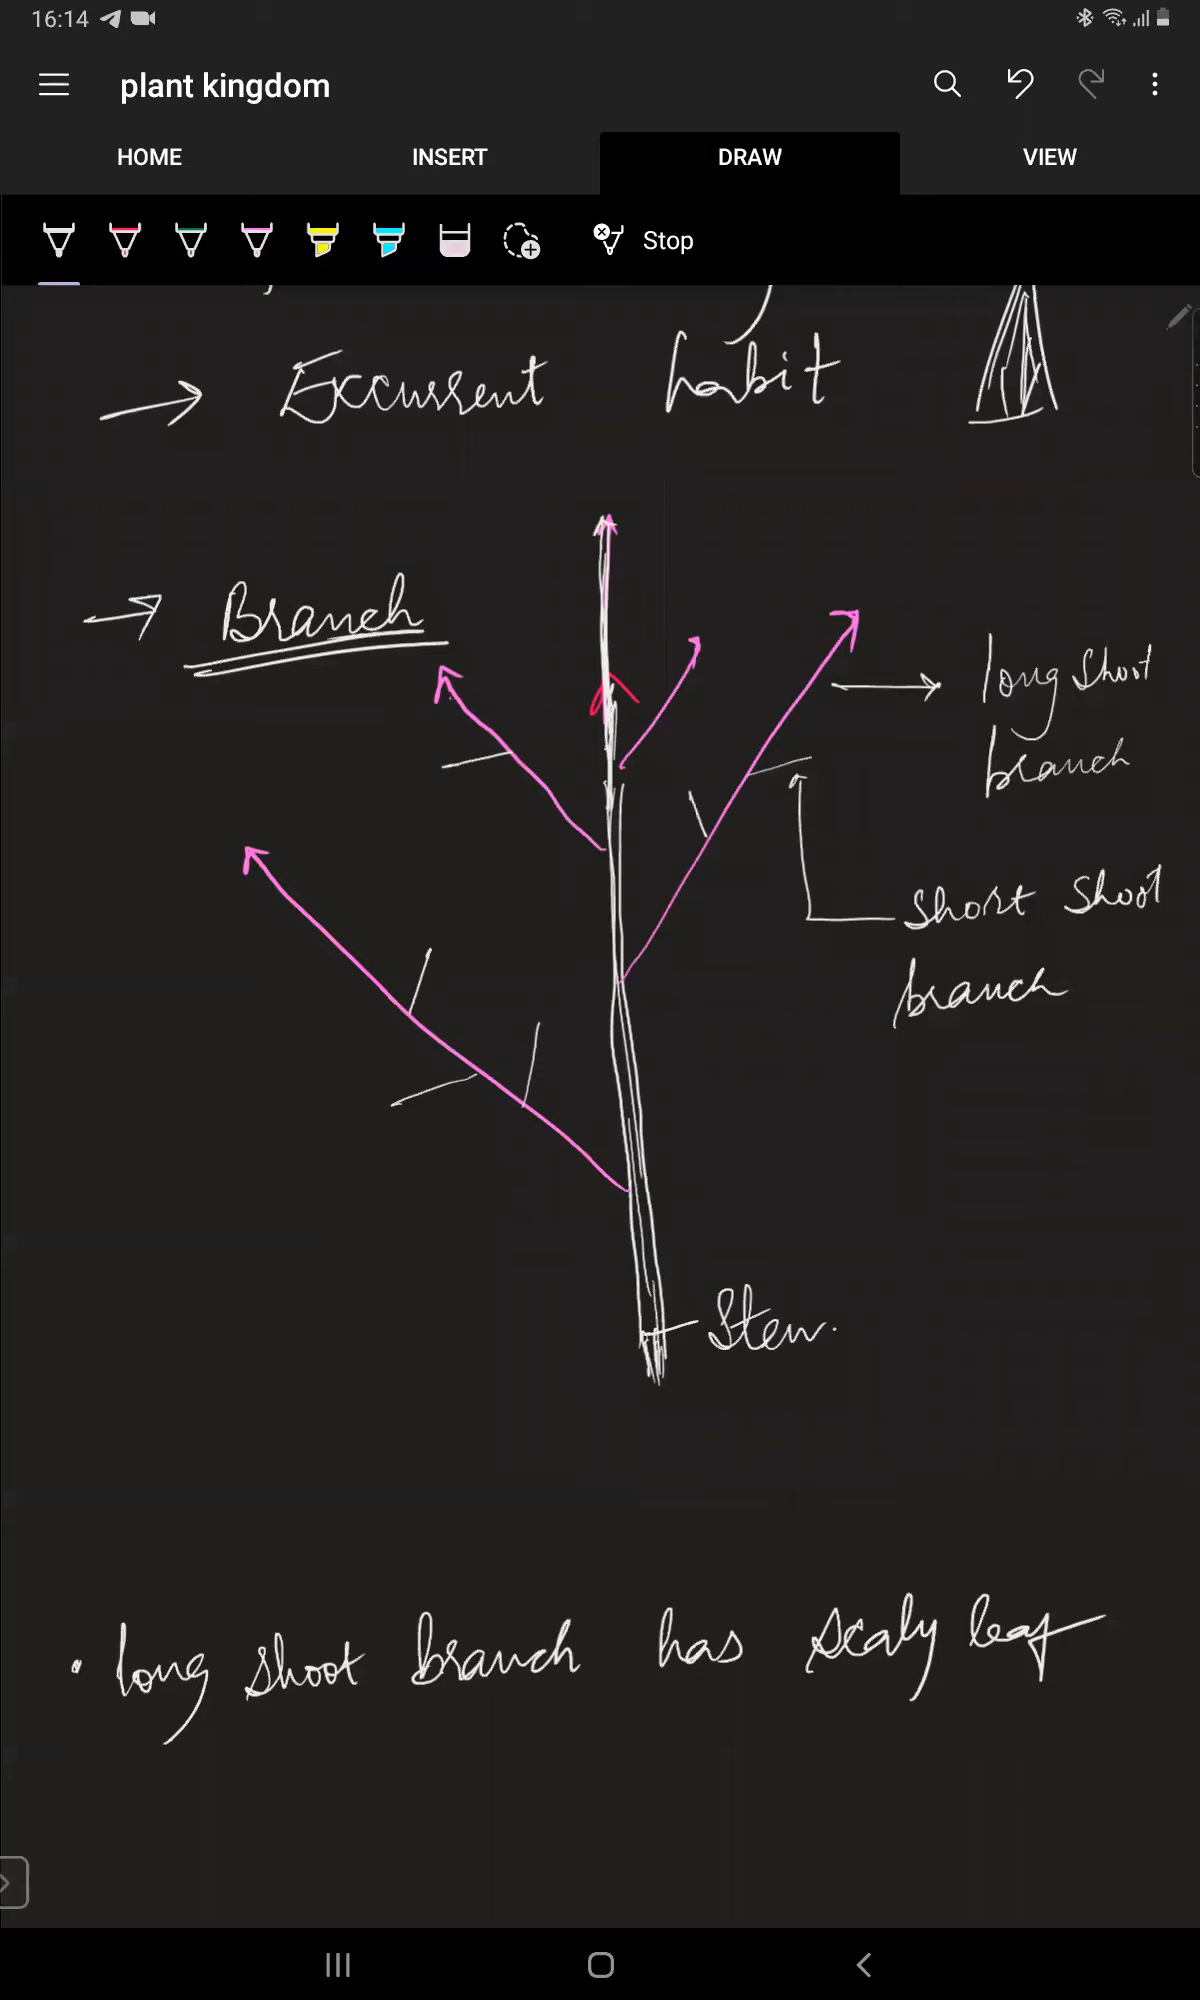 16:14
plant kingdom
HOME INSERT DRAW VIEW
Stop
→ Excurrent habit
→ Branch
long shoot
branch
short shoot
branch
Stem.
• long shoot branch has scaly leaf